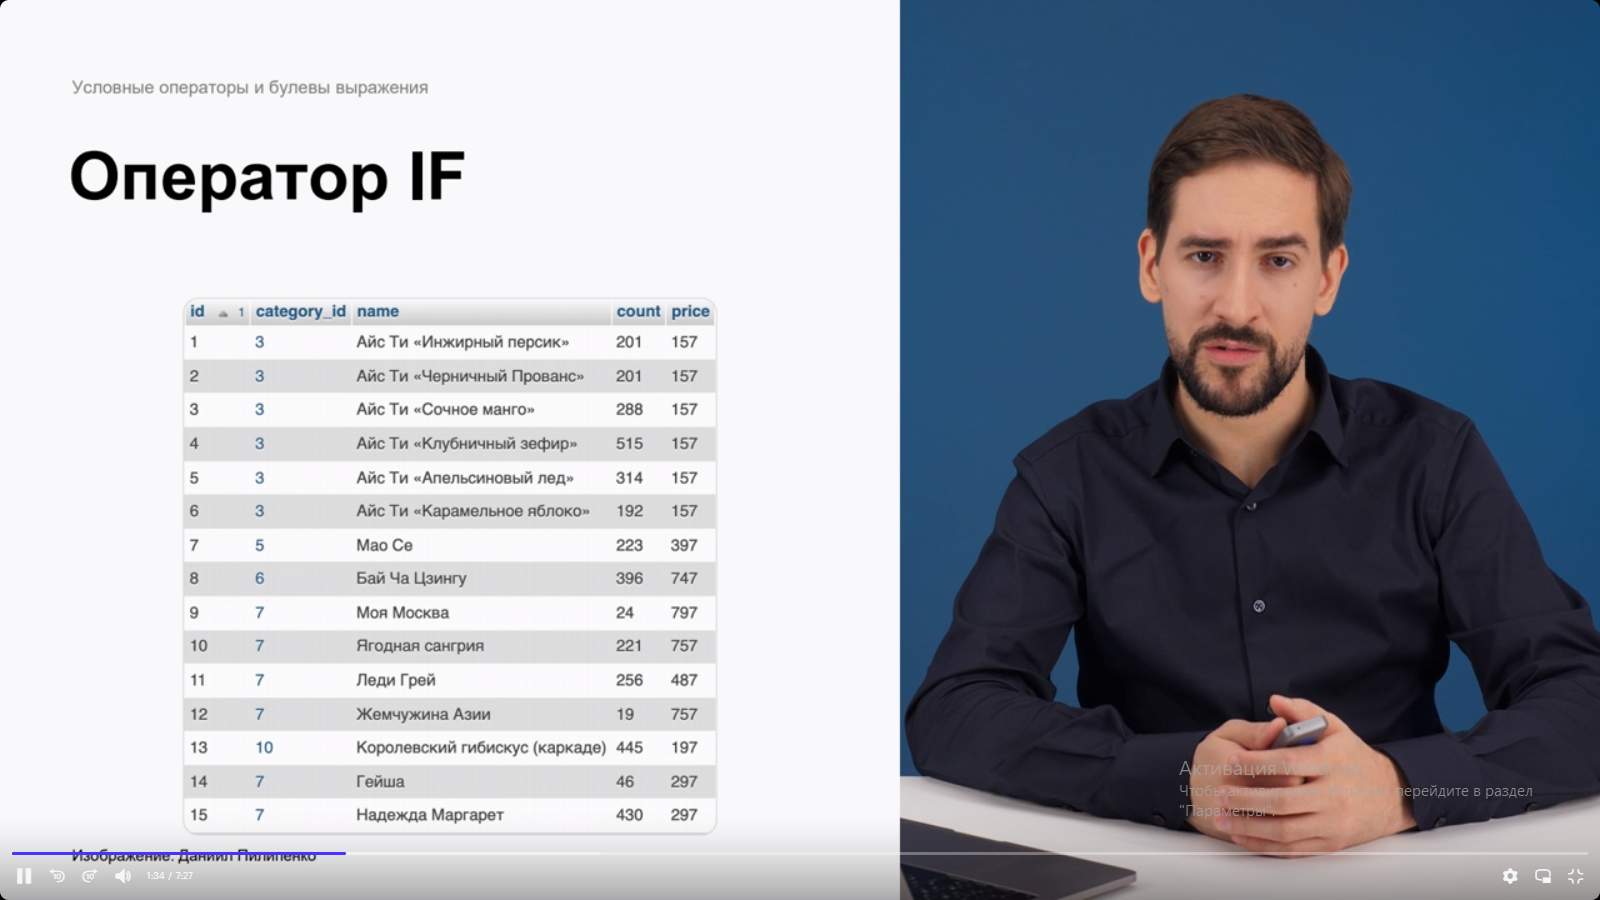 Условные операторы и булевы выражения
Оператор IF
id 1 category_id name count price
1 3 Айс Ти «Инжирный персик» 201 157
2 3 Айс Ти «Черничный Прованс» 201 157
3 3 Айс Ти «Сочное манго» 288 157
4 3 Айс Ти «Клубничный зефир» 515 157
5 3 Айс Ти «Апельсиновый лед» 314 157
6 3 Айс Ти «Карамельное яблоко» 192 157
7 5 Мао Се 223 397
8 6 Бай Ча Цзингу 396 747
9 7 Моя Москва 24 797
10 7 Ягодная сангрия 221 757
11 7 Леди Грей 256 487
12 7 Жемчужина Азии 19 757
13 10 Королевский гибискус (каркаде) 445 197
14 7 Гейша 46 297
15 7 Надежда Маргарет 430 297
Изображение: Даниил Пилипенко
1:34 / 7:27
10 10
Активация Windows
Чтобы активировать Windows, перейдите в раздел
"Параметры".